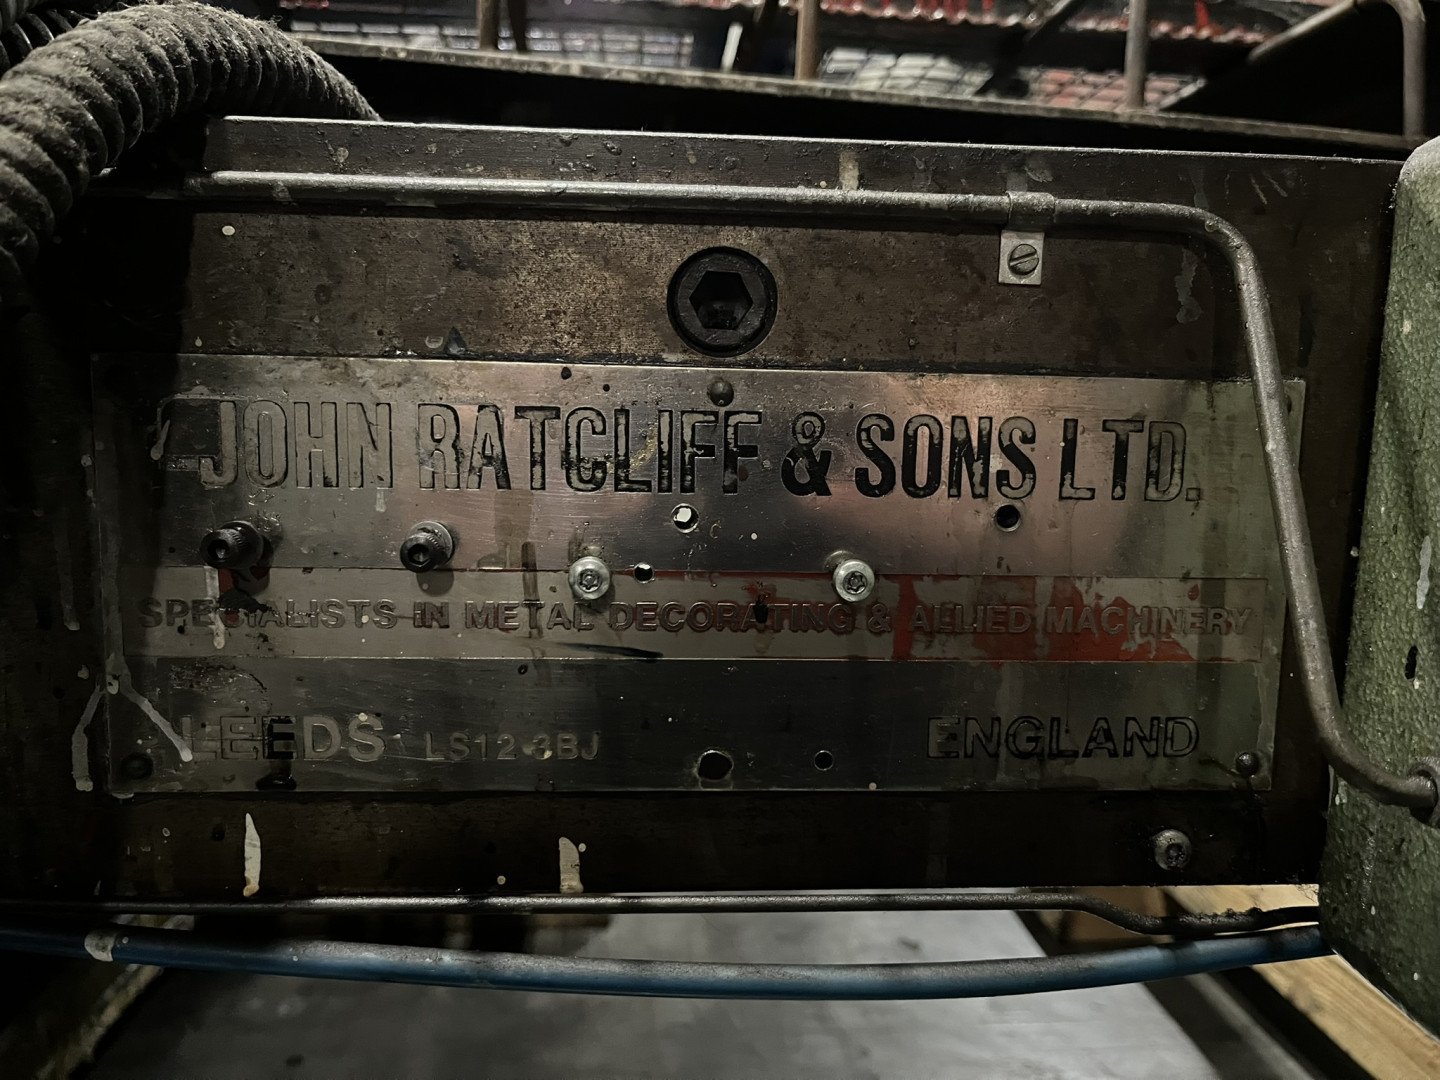 JOHN RATCLIFF & SONS LTD.
SPECIALISTS IN METAL DECORATING & ALLIED MACHINERY
LEEDS LS12 3BJ ENGLAND